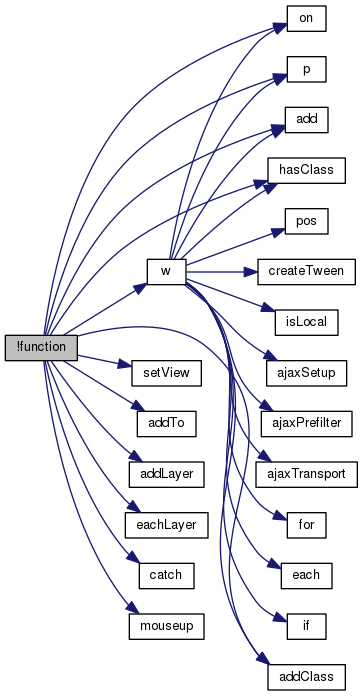 on
p
add
hasClass
pos
w
createTween
isLocal
!function
setView
ajaxSetup
addTo
ajaxPrefilter
addLayer
ajaxTransport
eachLayer
for
catch
each
mouseup
if
addClass